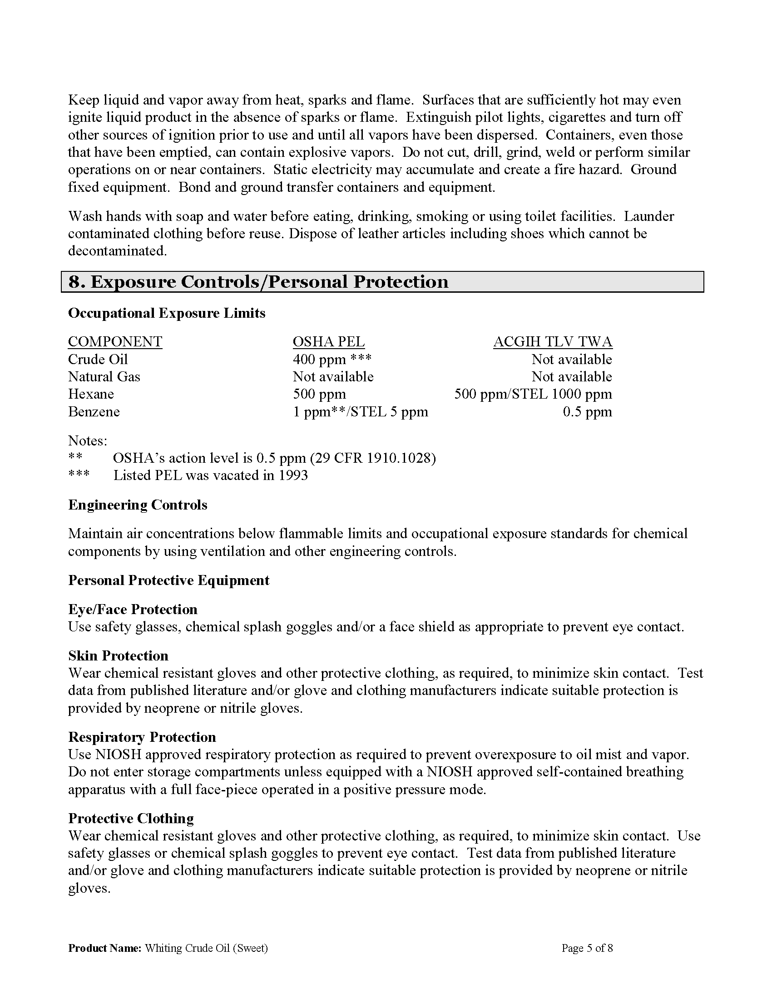 Keep liquid and vapor away from heat, sparks and flame.  Surfaces that are sufficiently hot may even
ignite liquid product in the absence of sparks or flame.  Extinguish pilot lights, cigarettes and turn off
other sources of ignition prior to use and until all vapors have been dispersed.  Containers, even those
that have been emptied, can contain explosive vapors.  Do not cut, drill, grind, weld or perform similar
operations on or near containers.  Static electricity may accumulate and create a fire hazard.  Ground
fixed equipment.  Bond and ground transfer containers and equipment.
Wash hands with soap and water before eating, drinking, smoking or using toilet facilities.  Launder
contaminated clothing before reuse. Dispose of leather articles including shoes which cannot be
decontaminated.
8. Exposure Controls/Personal Protection
Occupational Exposure Limits
COMPONENT OSHA PEL ACGIH TLV TWA
Crude Oil 400 ppm *** Not available
Natural Gas Not available Not available
Hexane 500 ppm 500 ppm/STEL 1000 ppm
Benzene 1 ppm**/STEL 5 ppm 0.5 ppm
Notes:
** OSHA’s action level is 0.5 ppm (29 CFR 1910.1028)
*** Listed PEL was vacated in 1993
Engineering Controls
Maintain air concentrations below flammable limits and occupational exposure standards for chemical
components by using ventilation and other engineering controls.
Personal Protective Equipment
Eye/Face Protection
Use safety glasses, chemical splash goggles and/or a face shield as appropriate to prevent eye contact.
Skin Protection
Wear chemical resistant gloves and other protective clothing, as required, to minimize skin contact.  Test
data from published literature and/or glove and clothing manufacturers indicate suitable protection is
provided by neoprene or nitrile gloves.
Respiratory Protection
Use NIOSH approved respiratory protection as required to prevent overexposure to oil mist and vapor.
Do not enter storage compartments unless equipped with a NIOSH approved self-contained breathing
apparatus with a full face-piece operated in a positive pressure mode.
Protective Clothing
Wear chemical resistant gloves and other protective clothing, as required, to minimize skin contact.  Use
safety glasses or chemical splash goggles to prevent eye contact.  Test data from published literature
and/or glove and clothing manufacturers indicate suitable protection is provided by neoprene or nitrile
gloves.
Product Name: Whiting Crude Oil (Sweet) Page 5 of 8